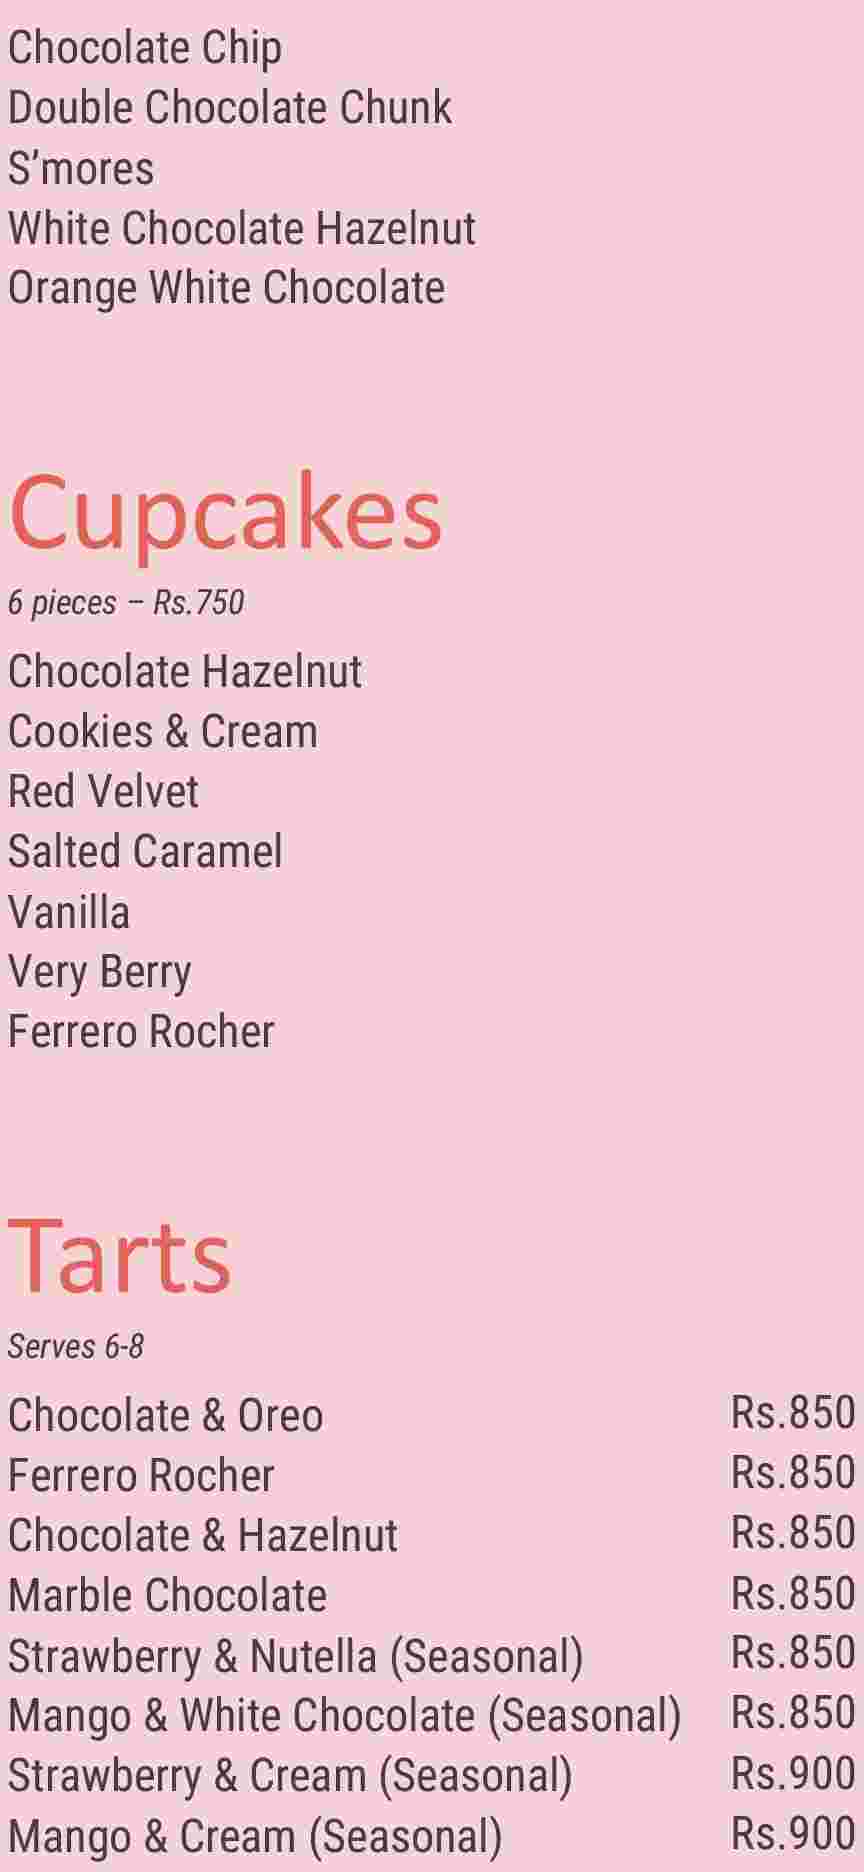 Chocolate Chip
Double Chocolate Chunk
S’mores
White Chocolate Hazelnut
Orange White Chocolate
Cupcakes
6 pieces – Rs.750
Chocolate Hazelnut
Cookies & Cream
Red Velvet
Salted Caramel
Vanilla
Very Berry
Ferrero Rocher
Tarts
Serves 6-8
Chocolate & Oreo Rs.850
Ferrero Rocher Rs.850
Chocolate & Hazelnut Rs.850
Marble Chocolate Rs.850
Strawberry & Nutella (Seasonal) Rs.850
Mango & White Chocolate (Seasonal) Rs.850
Strawberry & Cream (Seasonal) Rs.900
Mango & Cream (Seasonal) Rs.900